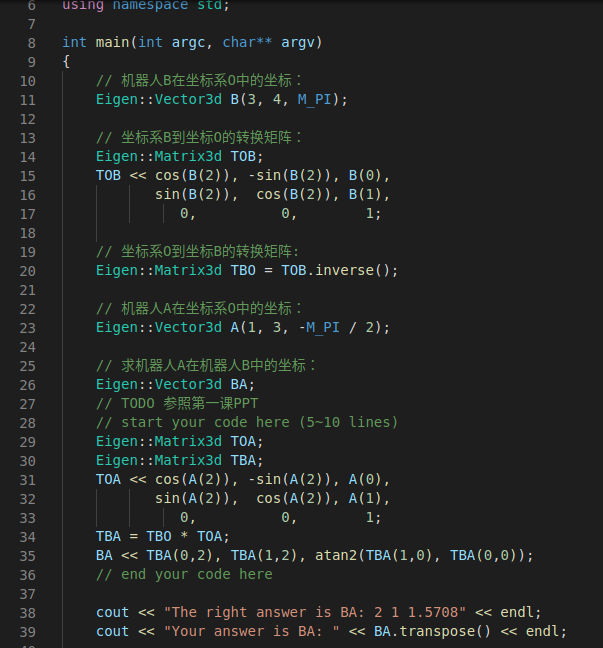 6 using namespace std;
7
8 int main(int argc, char** argv)
9 {
10     // 机器人B在坐标系O中的坐标：
11     Eigen::Vector3d B(3, 4, M_PI);
12
13     // 坐标系B到坐标O的转换矩阵：
14     Eigen::Matrix3d TOB;
15     TOB << cos(B(2)), -sin(B(2)), B(0),
16            sin(B(2)),  cos(B(2)), B(1),
17               0,          0,        1;
18
19     // 坐标系O到坐标B的转换矩阵:
20     Eigen::Matrix3d TBO = TOB.inverse();
21
22     // 机器人A在坐标系O中的坐标：
23     Eigen::Vector3d A(1, 3, -M_PI / 2);
24
25     // 求机器人A在机器人B中的坐标：
26     Eigen::Vector3d BA;
27     // TODO 参照第一课PPT
28     // start your code here (5~10 lines)
29     Eigen::Matrix3d TOA;
30     Eigen::Matrix3d TBA;
31     TOA << cos(A(2)), -sin(A(2)), A(0),
32            sin(A(2)),  cos(A(2)), A(1),
33               0,          0,        1;
34     TBA = TBO * TOA;
35     BA << TBA(0,2), TBA(1,2), atan2(TBA(1,0), TBA(0,0));
36     // end your code here
37
38     cout << "The right answer is BA: 2 1 1.5708" << endl;
39     cout << "Your answer is BA: " << BA.transpose() << endl;